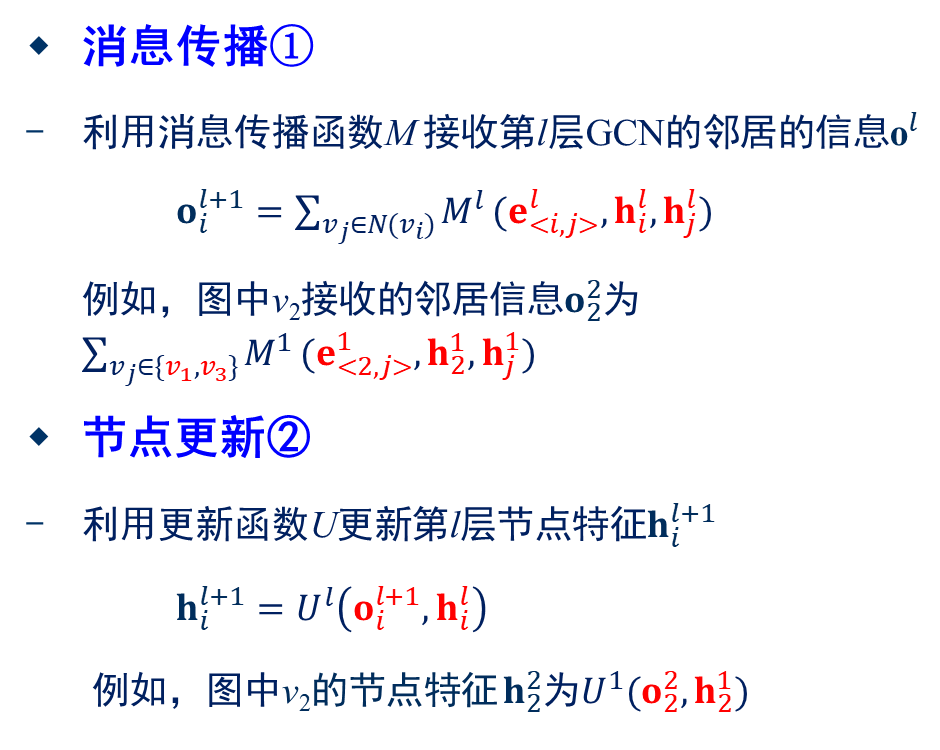 ◆ 消息传播①
− 利用消息传播函数M 接收第l层GCN的邻居的信息𝐨^l
𝐨_i^{l+1} = ∑_{v_j∈N(v_i)} M^l (𝐞_{<i,j>}^l, 𝐡_i^l, 𝐡_j^l)
例如，图中v₂接收的邻居信息𝐨_2^2为
∑_{v_j∈{v_1,v_3}} M^1 (𝐞_{<2,j>}^1, 𝐡_2^1, 𝐡_j^1)
◆ 节点更新②
− 利用更新函数U更新第l层节点特征𝐡_i^{l+1}
𝐡_i^{l+1} = U^l(𝐨_i^{l+1}, 𝐡_i^l)
例如，图中v₂的节点特征𝐡_2^2为U^1(𝐨_2^2, 𝐡_2^1)